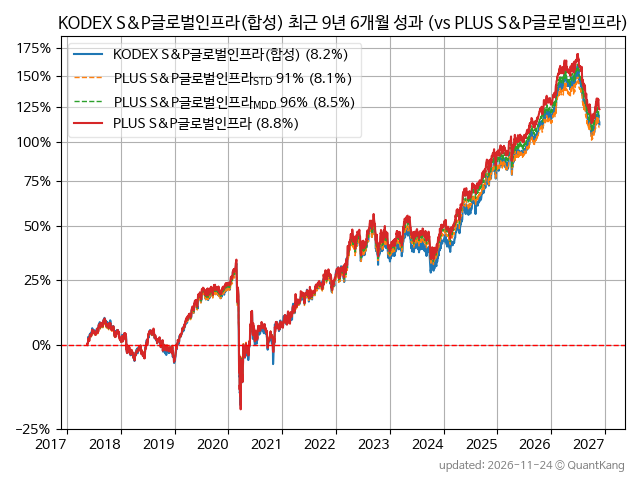 KODEX S&P글로벌인프라(합성) 최근 9년 6개월 성과 (vs PLUS S&P글로벌인프라)
175%
150%
125%
100%
75%
50%
25%
0%
−25%
KODEX S&P글로벌인프라(합성) (8.2%)
PLUS S&P글로벌인프라STD 91% (8.1%)
PLUS S&P글로벌인프라MDD 96% (8.5%)
PLUS S&P글로벌인프라 (8.8%)
2017 2018 2019 2020 2021 2022 2023 2024 2025 2026 2027
updated: 2026-11-24 ⓒ QuantKang